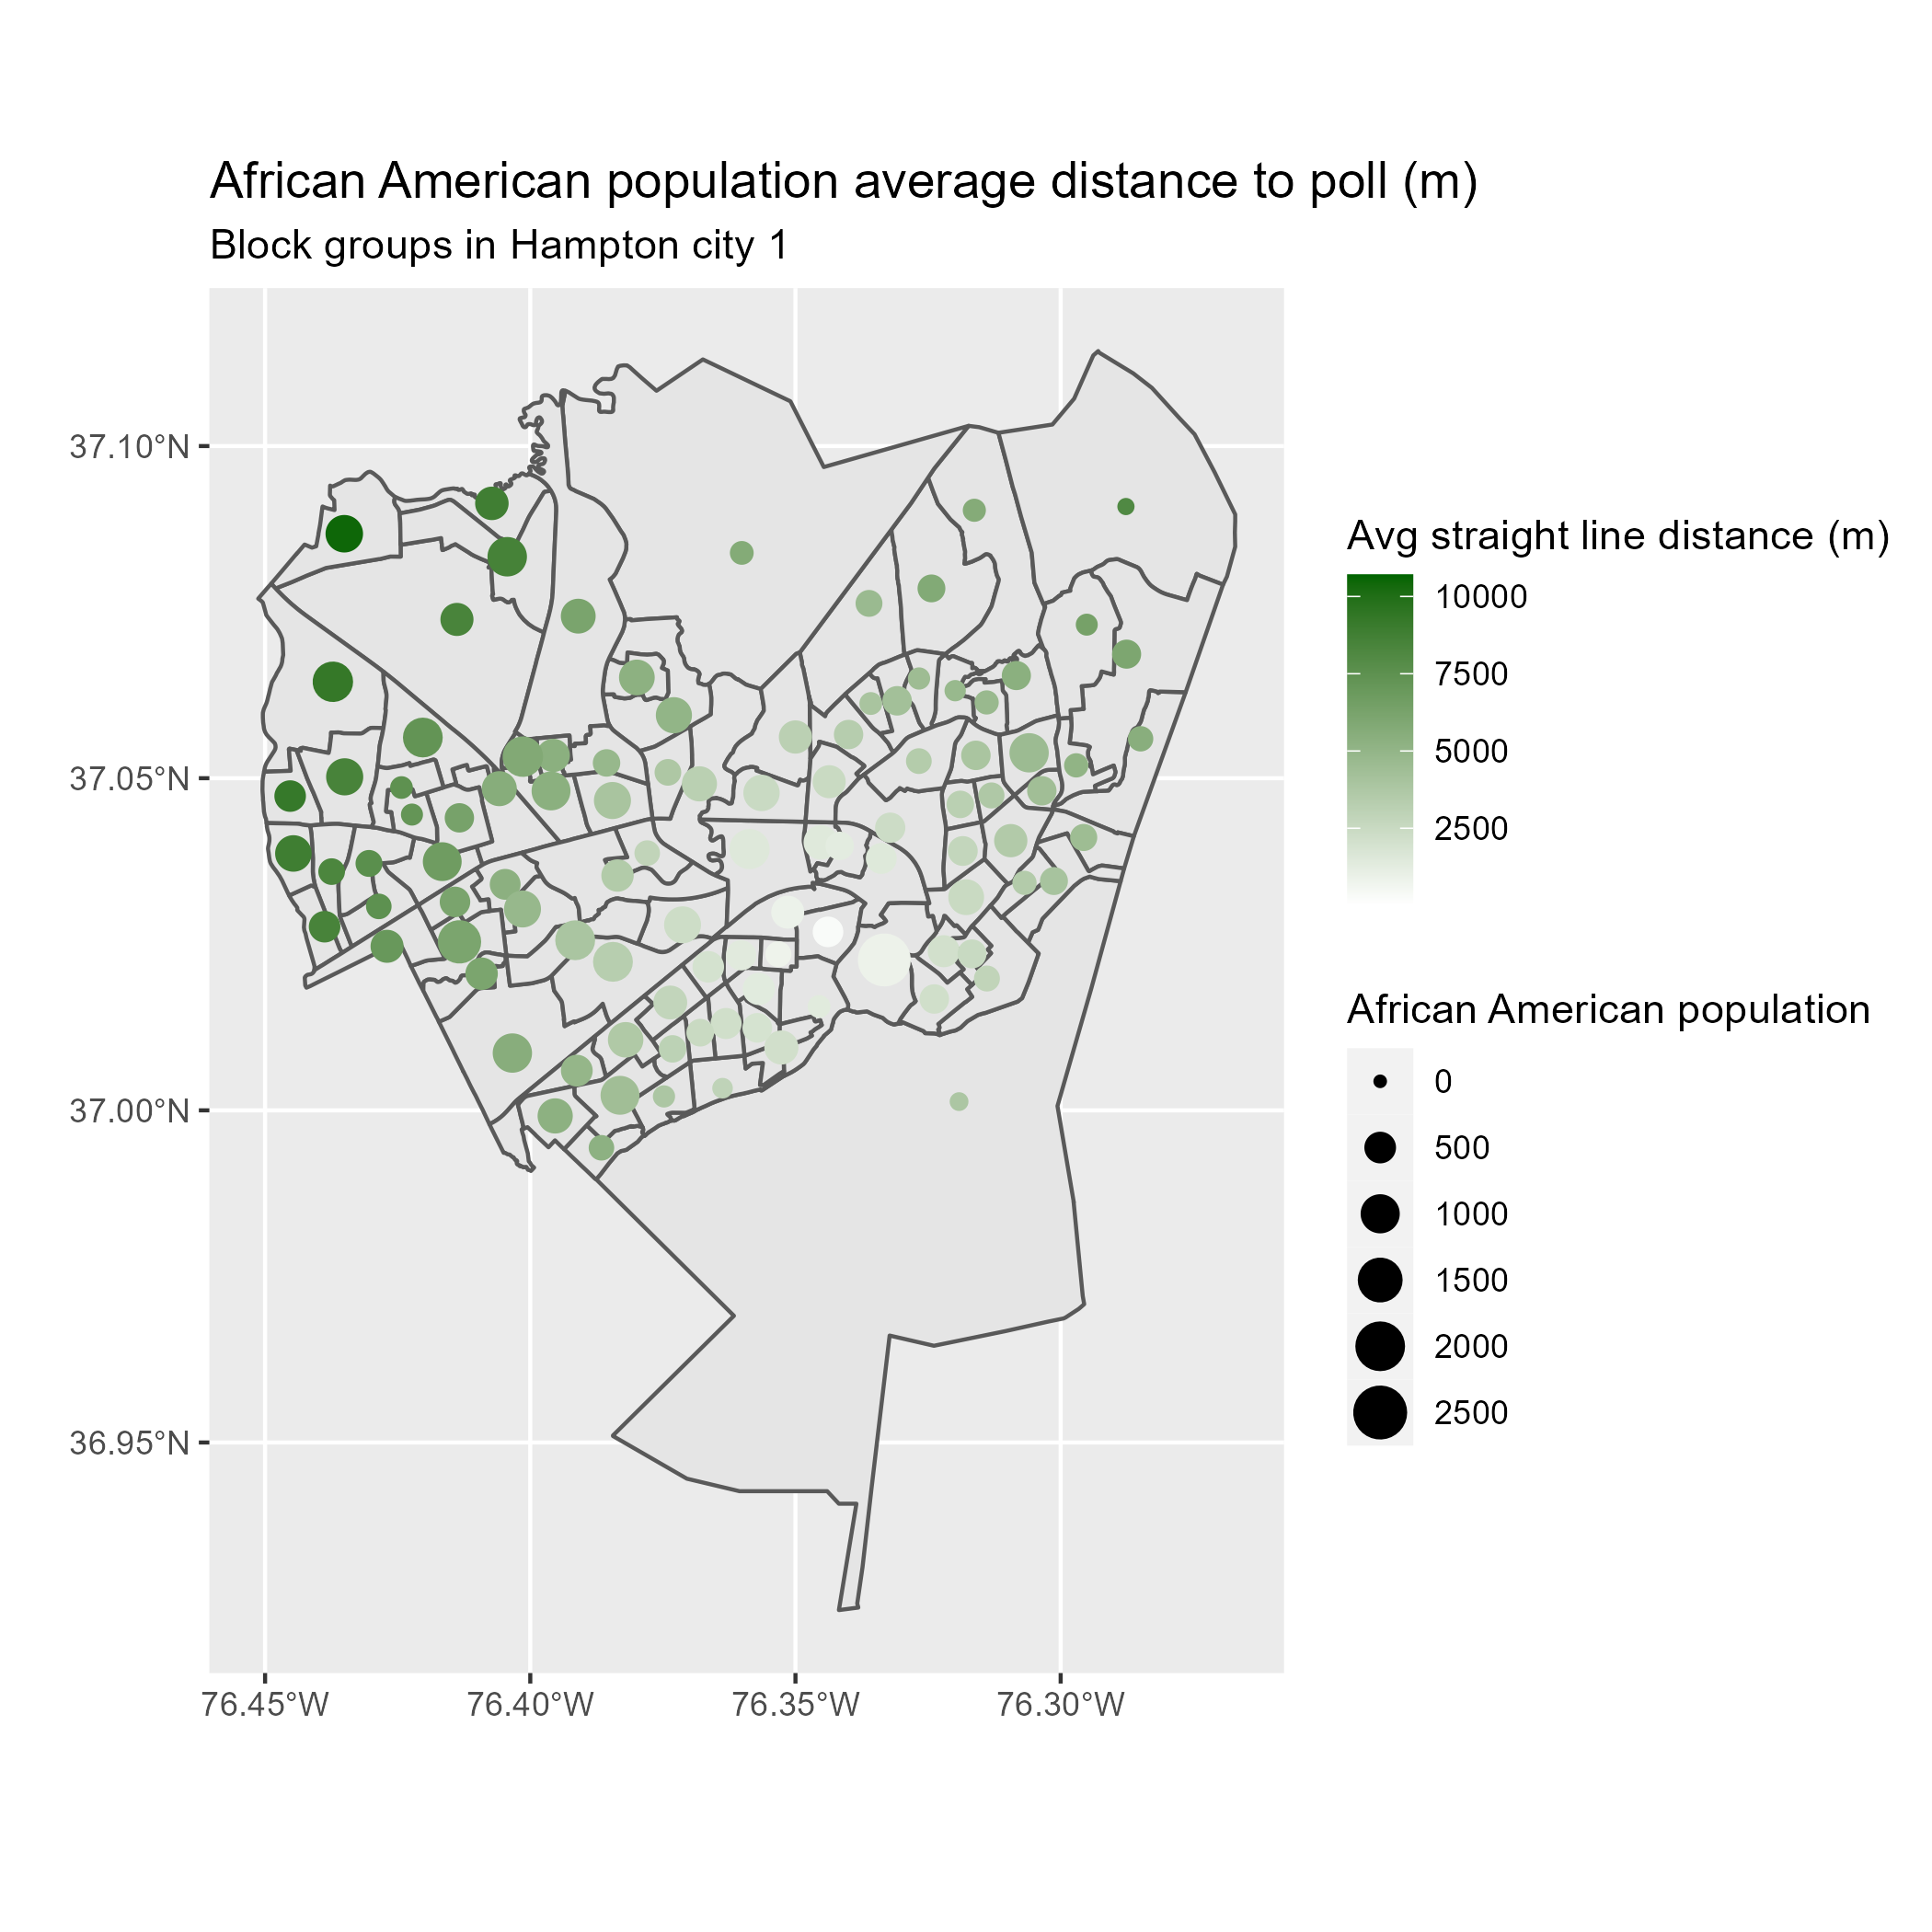 African American population average distance to poll (m)
Block groups in Hampton city 1
37.10°N
37.05°N
37.00°N
36.95°N
76.45°W
76.40°W
76.35°W
76.30°W
Avg straight line distance (m)
10000
7500
5000
2500
African American population
0
500
1000
1500
2000
2500